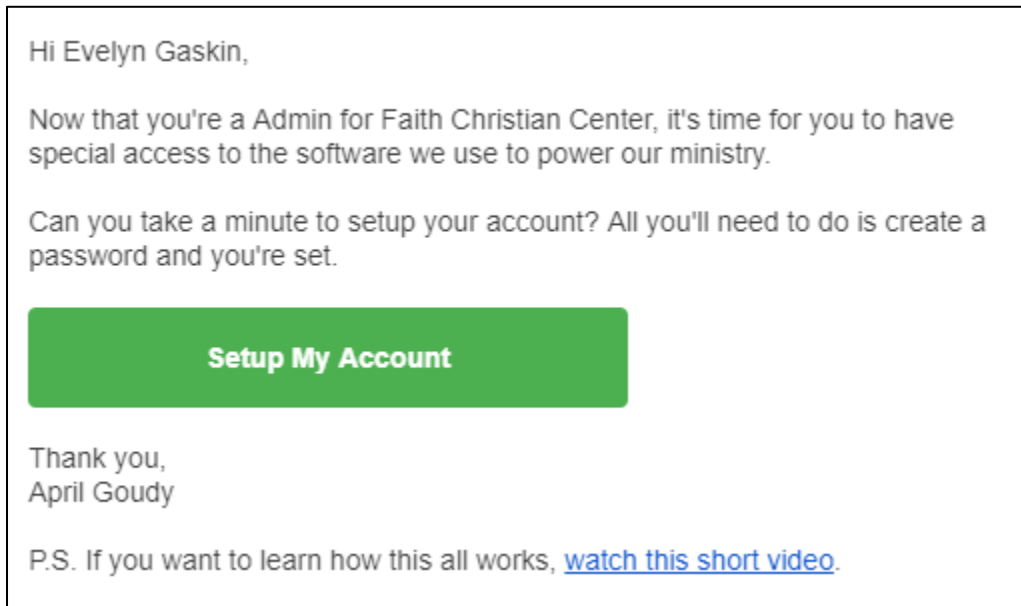 Hi Evelyn Gaskin,
Now that you're a Admin for Faith Christian Center, it's time for you to have
special access to the software we use to power our ministry.
Can you take a minute to setup your account? All you'll need to do is create a
password and you're set.
Setup My Account
Thank you,
April Goudy
P.S. If you want to learn how this all works, watch this short video.